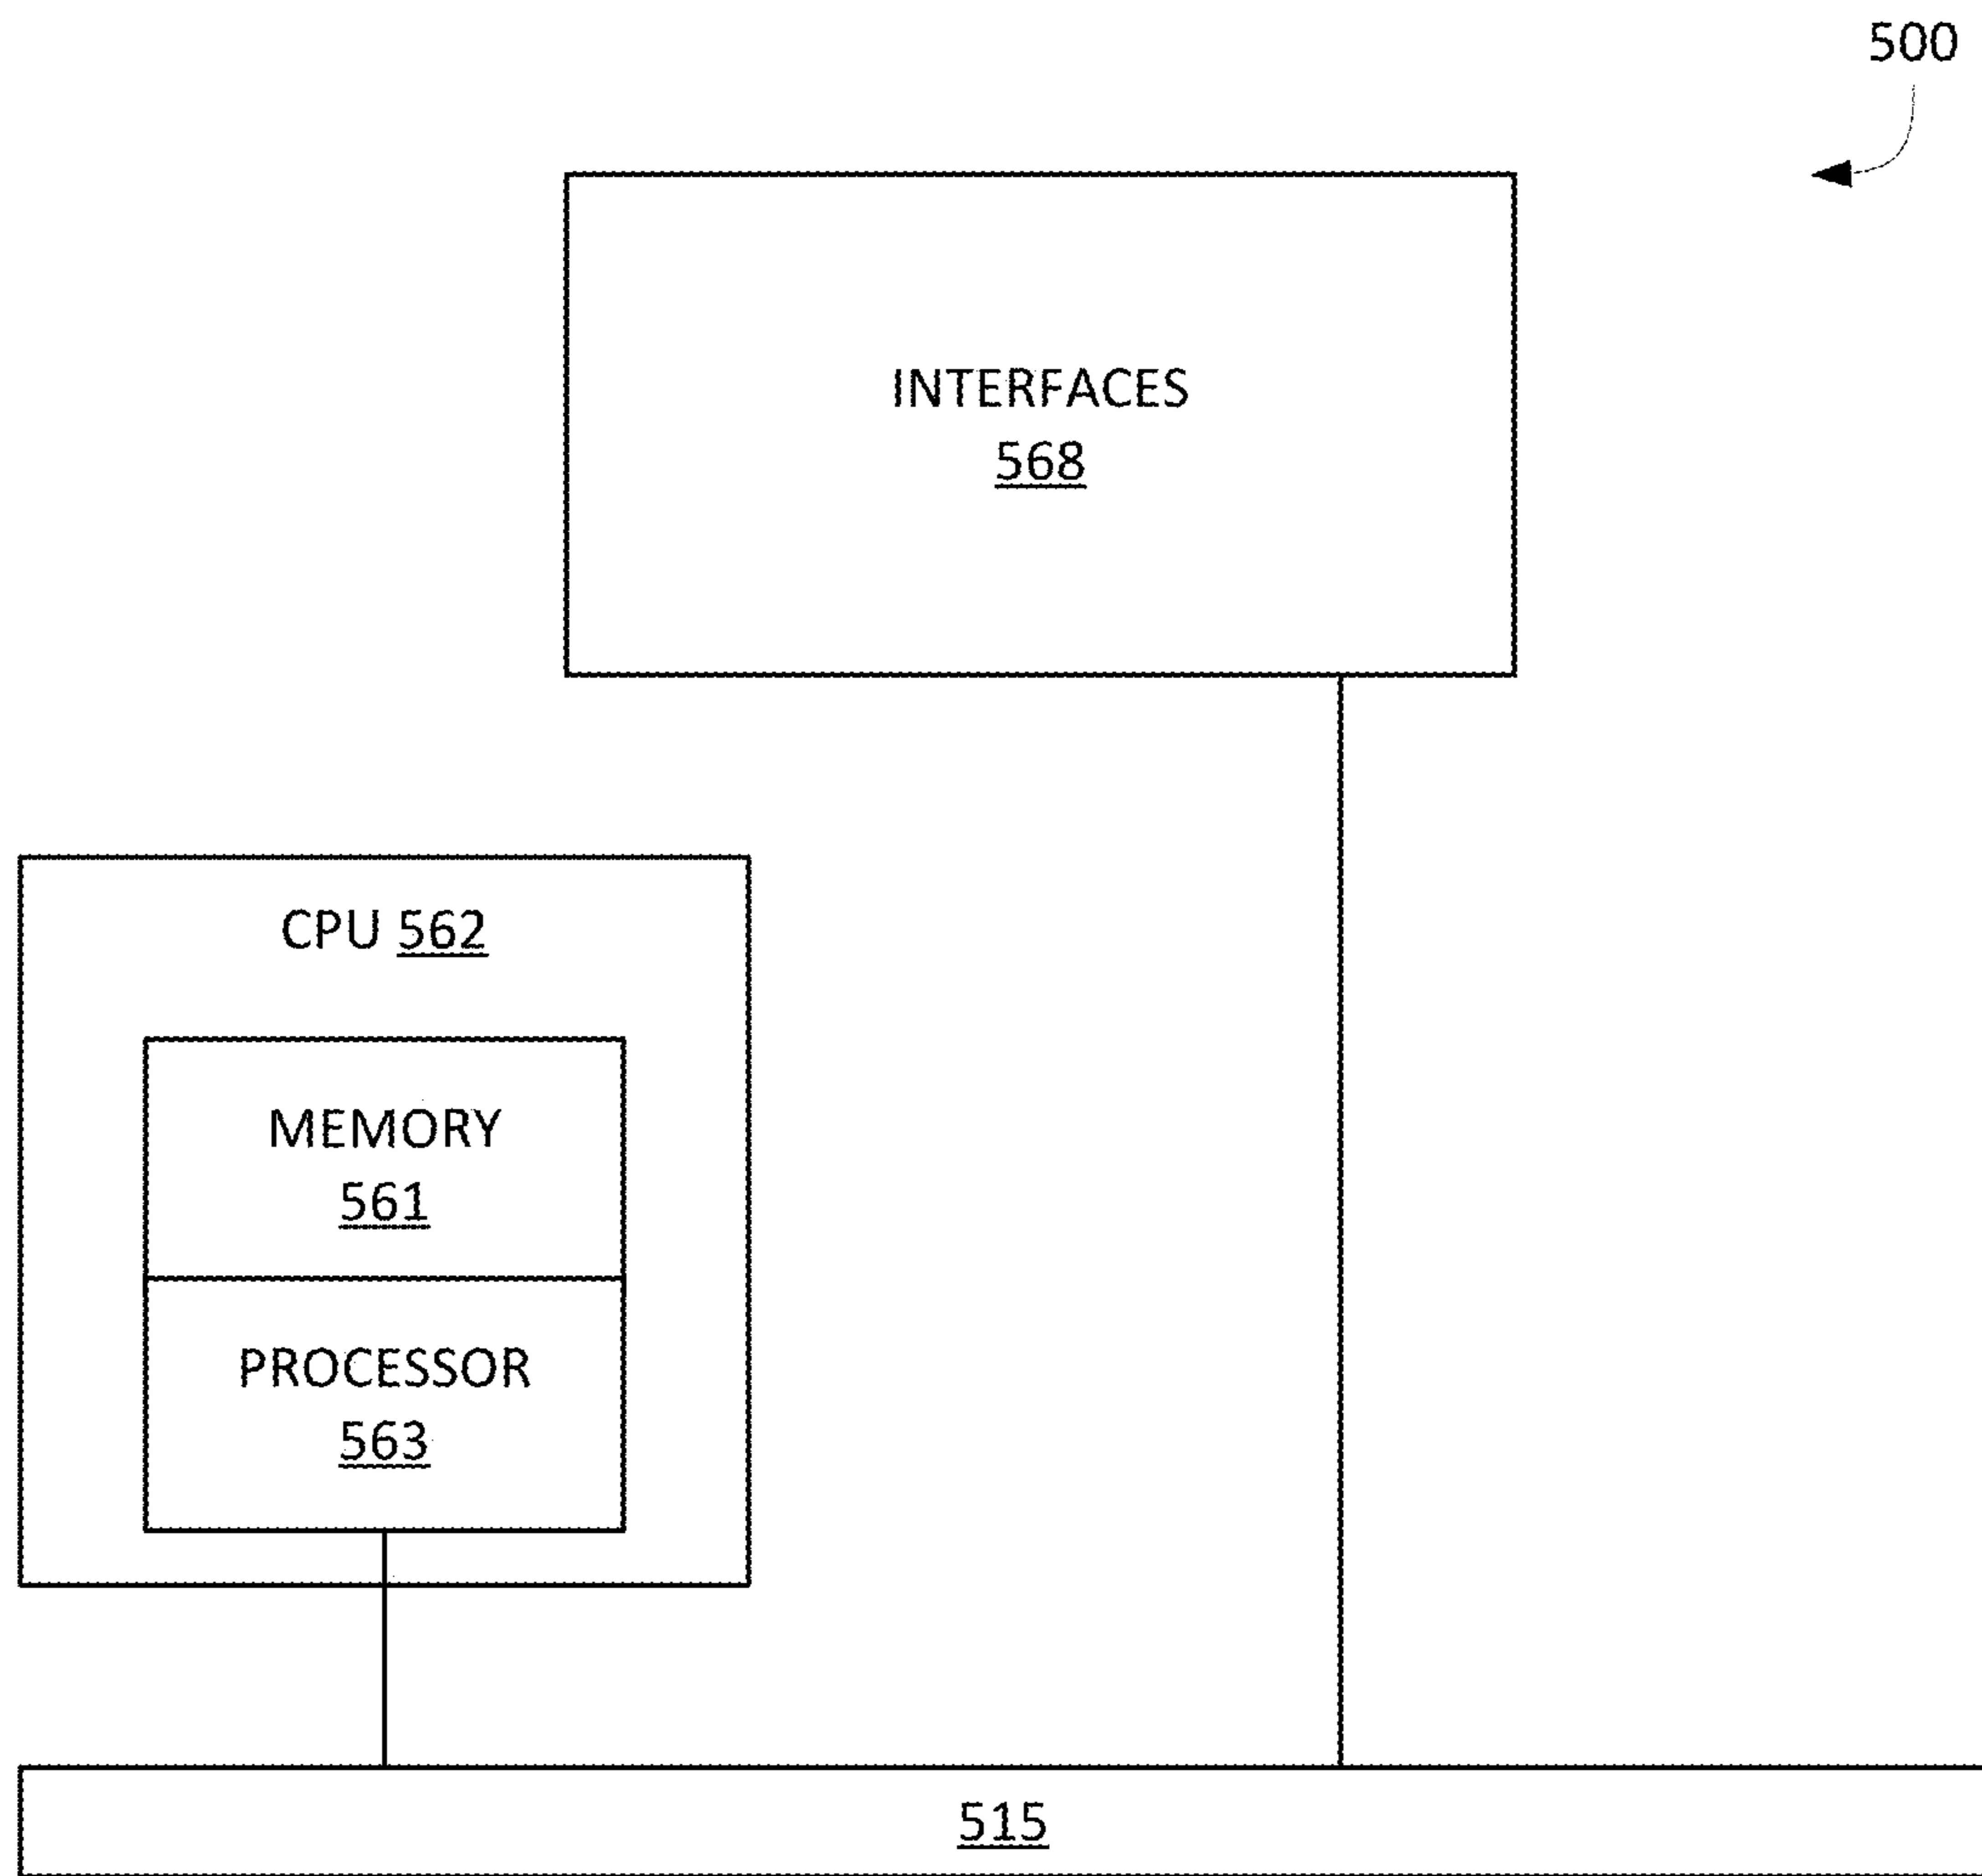 500
INTERFACES
568
CPU 562
MEMORY
561
PROCESSOR
563
515